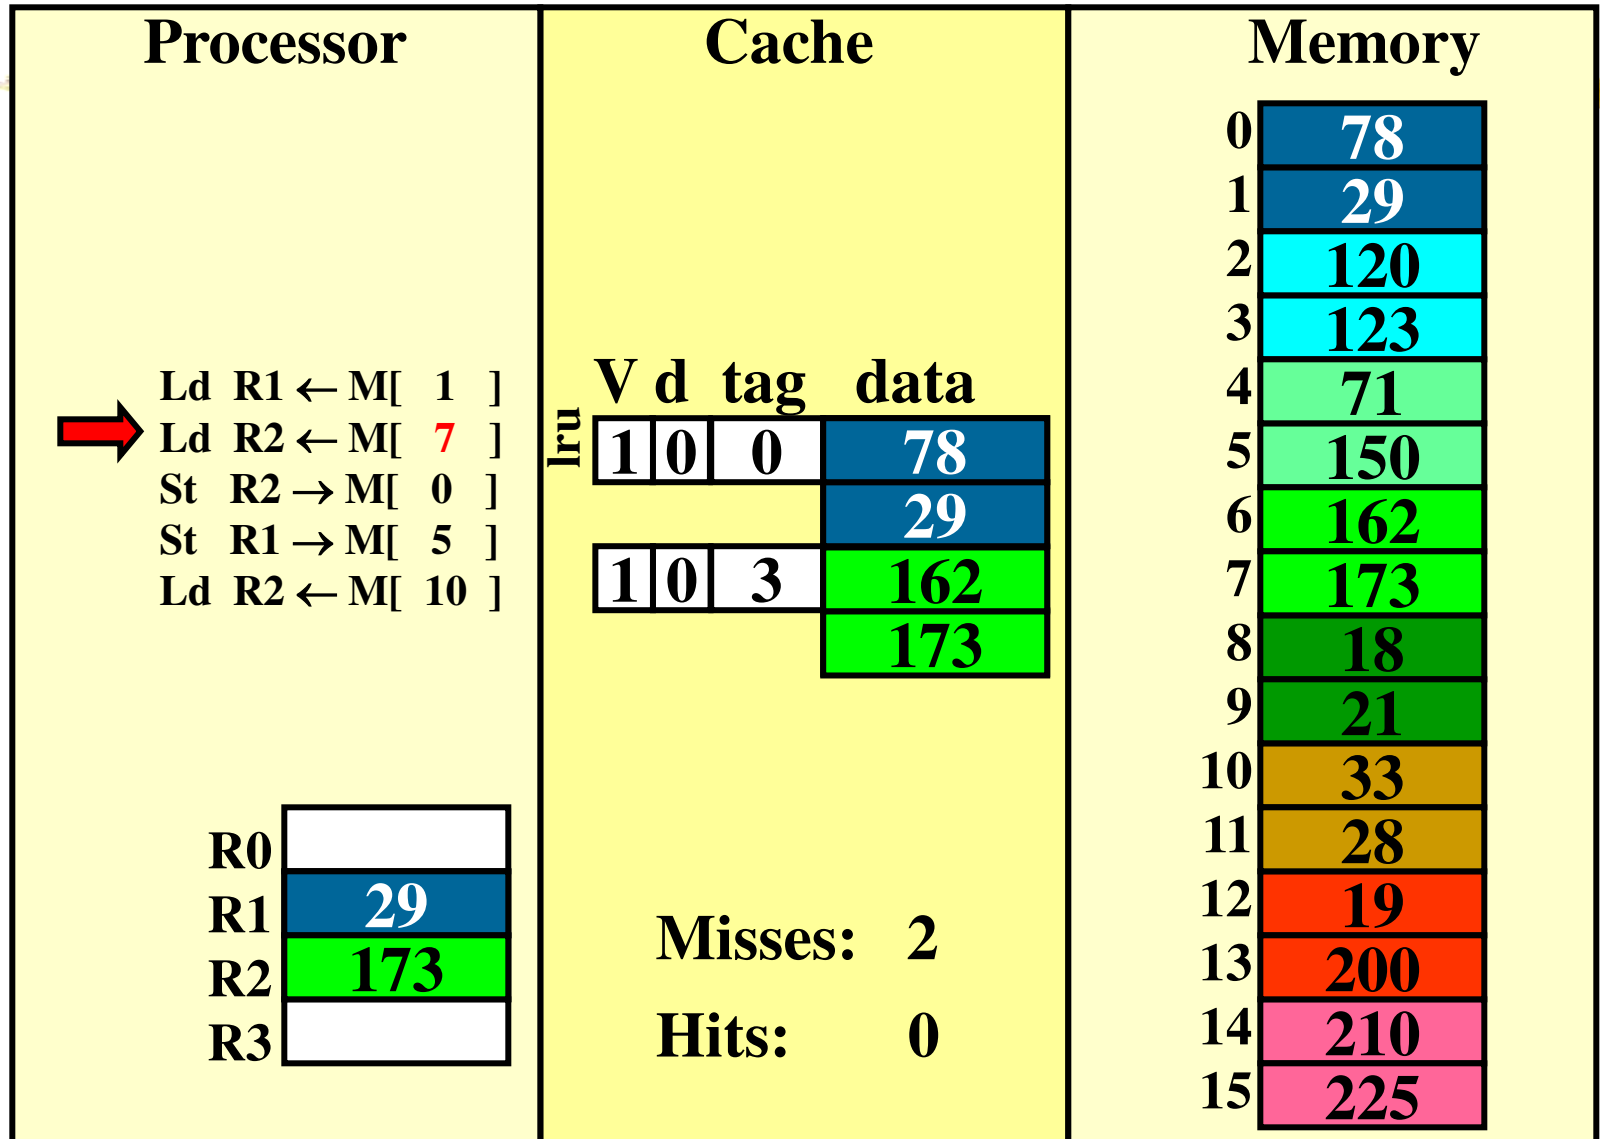 Processor
Ld R1 ← M[ 1 ]
Ld R2 ← M[ 7 ]
St R2 → M[ 0 ]
St R1 → M[ 5 ]
Ld R2 ← M[ 10 ]
R0
R1 29
R2 173
R3
Cache
V d tag data
lru
1 0 0 78
29
1 0 3 162
173
Misses: 2
Hits: 0
Memory
0 78
1 29
2 120
3 123
4 71
5 150
6 162
7 173
8 18
9 21
10 33
11 28
12 19
13 200
14 210
15 225